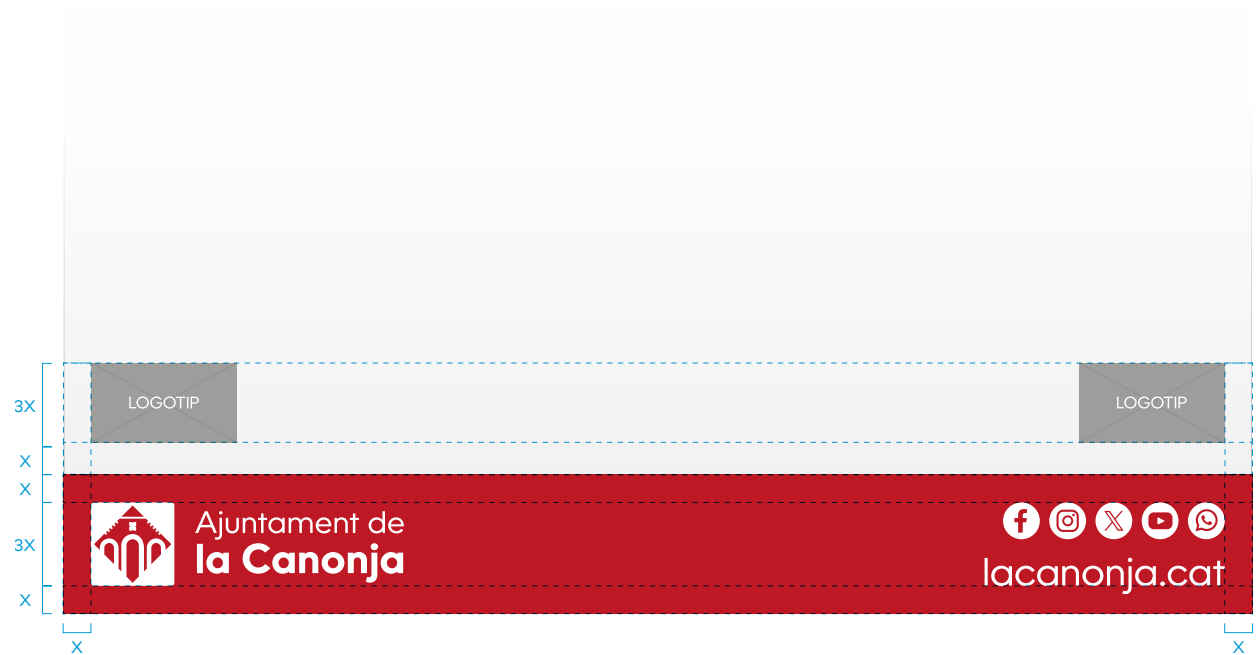 3X
LOGOTIP
LOGOTIP
X
X
3X
Ajuntament de
la Canonja
lacanonja.cat
X
X
X